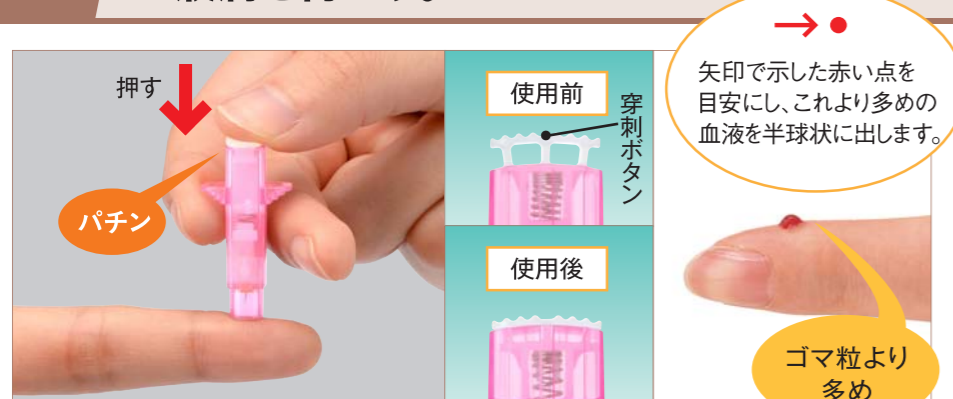 押す
パチン
使用前
穿刺ボタン
使用後
矢印で示した赤い点を
目安にし、これより多めの
血液を半球状に出します。
ゴマ粒より
多め